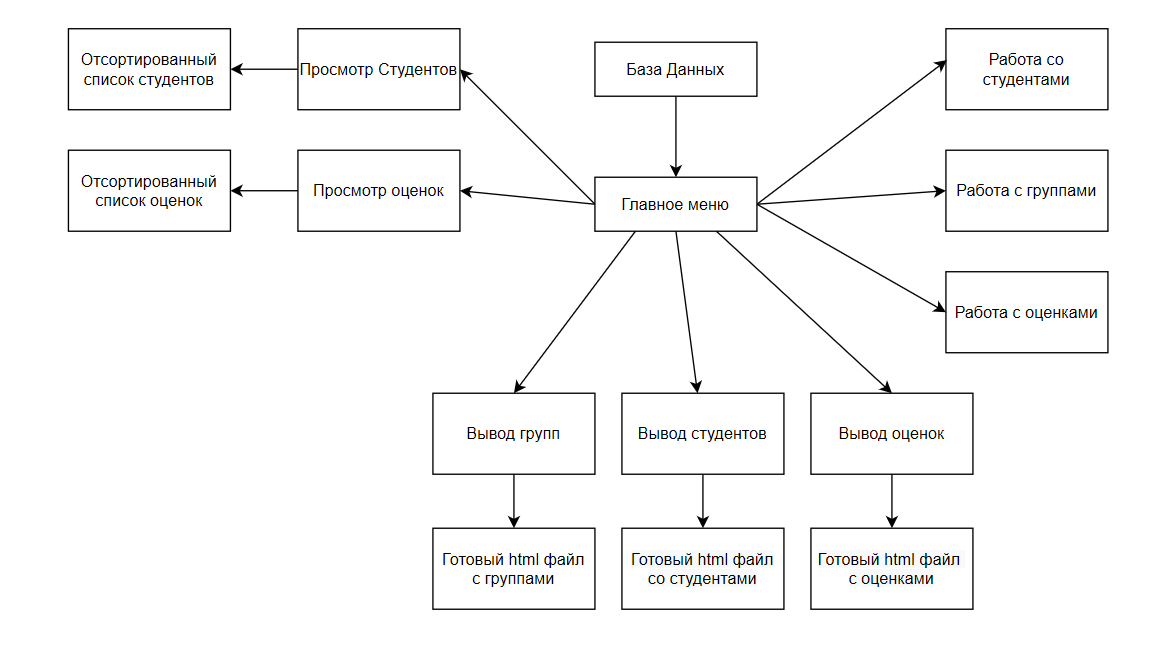 Отсортированный
список студентов
Просмотр Студентов
База Данных
Работа со
студентами
Отсортированный
список оценок
Просмотр оценок
Главное меню
Работа с группами
Работа с оценками
Вывод групп
Вывод студентов
Вывод оценок
Готовый html файл
с группами
Готовый html файл
со студентами
Готовый html файл
с оценками